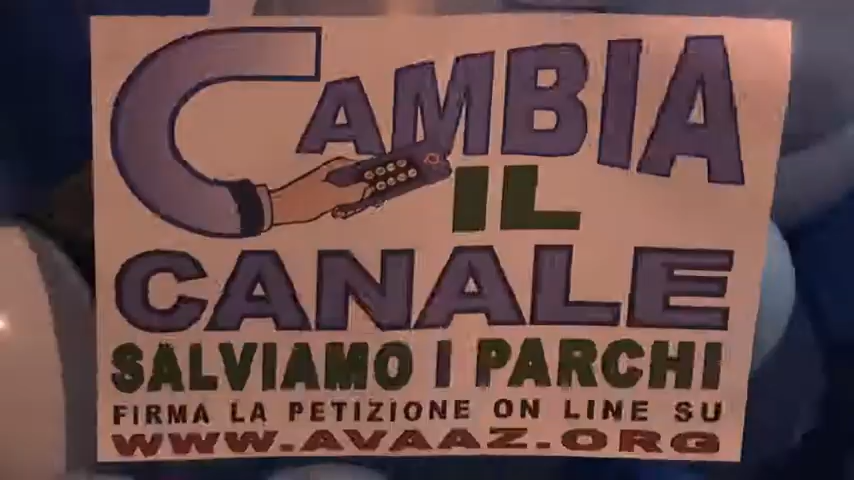 CAMBIA
IL
CANALE
SALVIAMO I PARCHI
FIRMA LA PETIZIONE ON LINE SU
WWW.AVAAZ.ORG